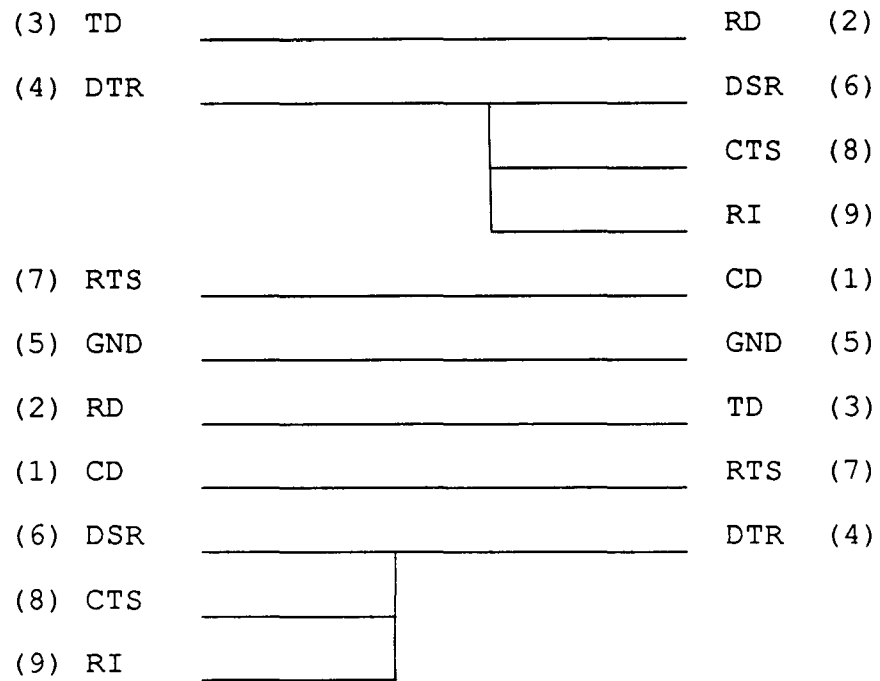 (3) TD RD (2)
(4) DTR DSR (6)
CTS (8)
RI (9)
(7) RTS CD (1)
(5) GND GND (5)
(2) RD TD (3)
(1) CD RTS (7)
(6) DSR DTR (4)
(8) CTS
(9) RI